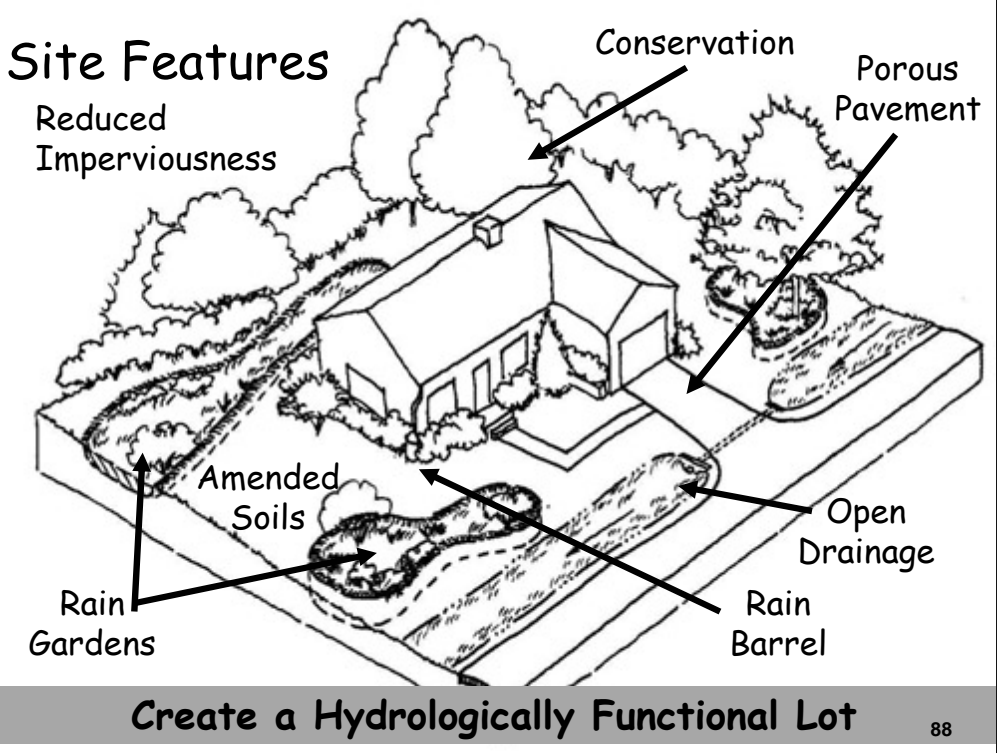 Site Features
Reduced
Imperviousness
Conservation
Porous
Pavement
Amended
Soils
Open
Drainage
Rain
Gardens
Rain
Barrel
Create a Hydrologically Functional Lot
88